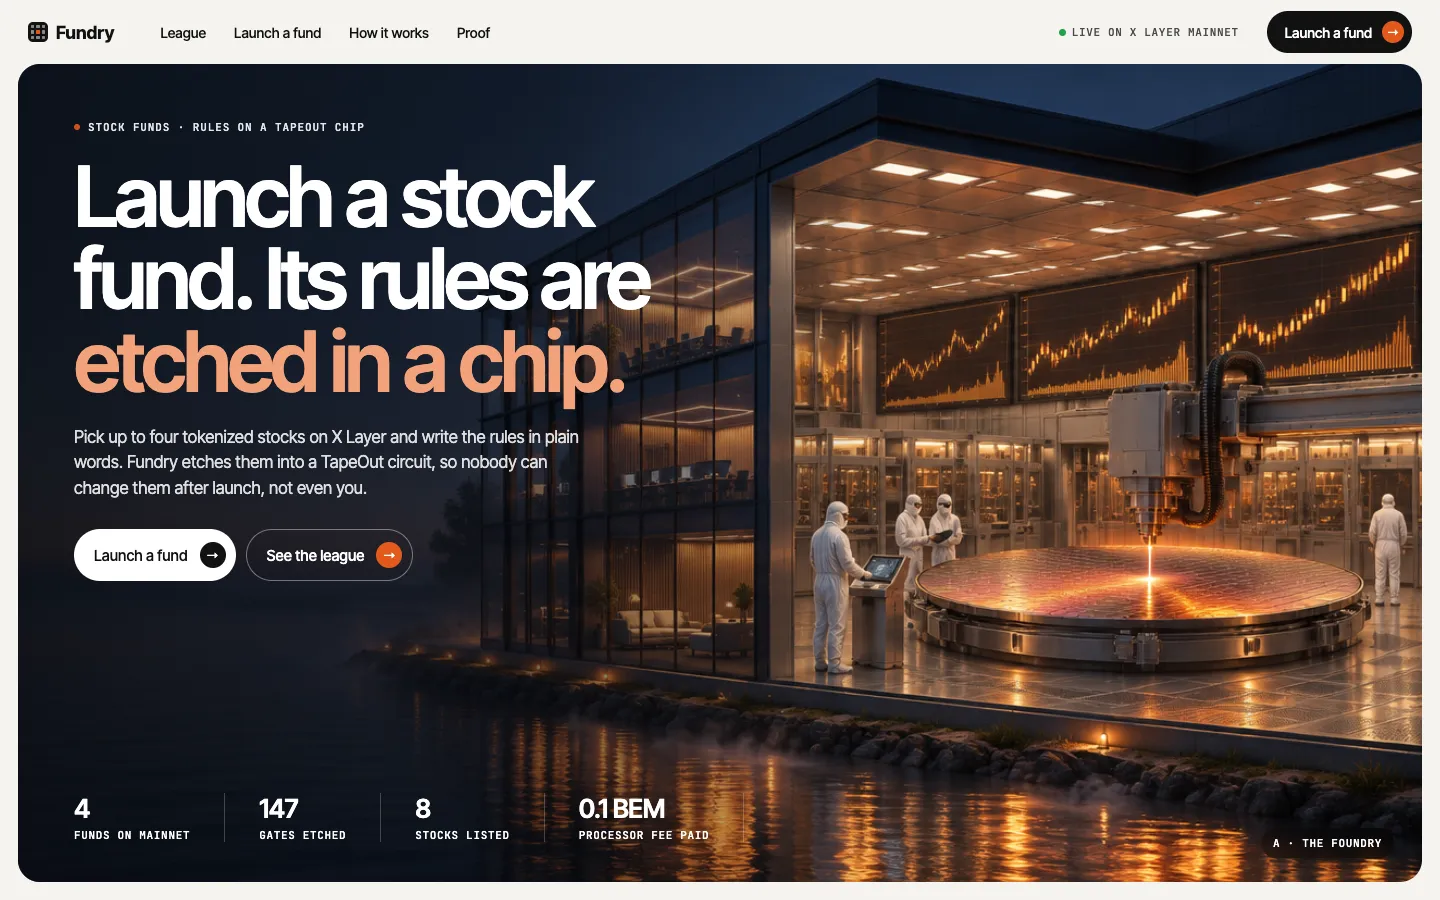 Fundry
League
Launch a fund
How it works
Proof
LIVE ON X LAYER MAINNET
Launch a fund →
STOCK FUNDS · RULES ON A TAPEOUT CHIP
Launch a stock
fund. Its rules are
etched in a chip.
Pick up to four tokenized stocks on X Layer and write the rules in plain
words. Fundry etches them into a TapeOut circuit, so nobody can
change them after launch, not even you.
Launch a fund →
See the league →
4
FUNDS ON MAINNET
147
GATES ETCHED
8
STOCKS LISTED
0.1 BEM
PROCESSOR FEE PAID
A · THE FOUNDRY